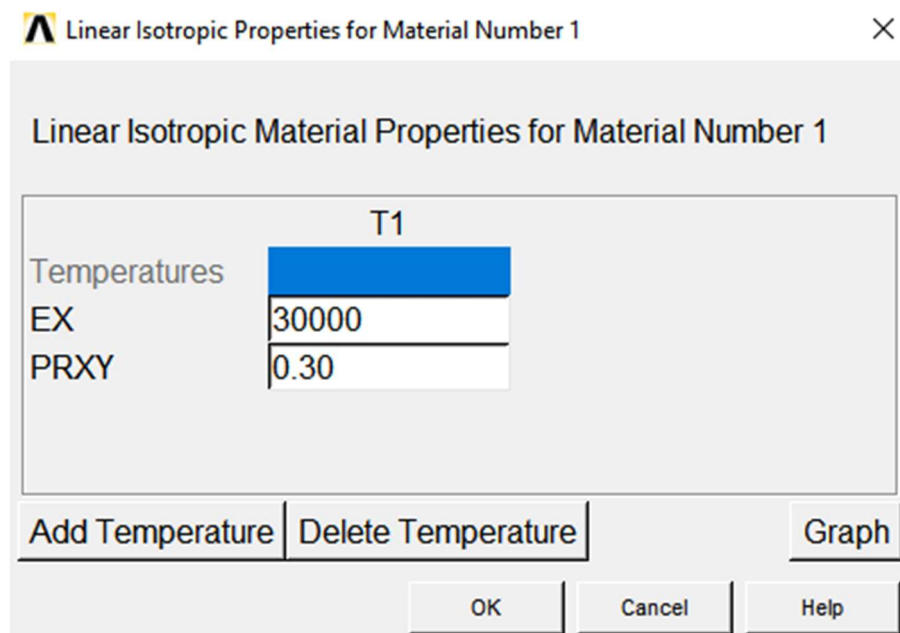 Linear Isotropic Properties for Material Number 1
Linear Isotropic Material Properties for Material Number 1
T1
Temperatures
EX 30000
PRXY 0.30
Add Temperature Delete Temperature Graph
OK Cancel Help